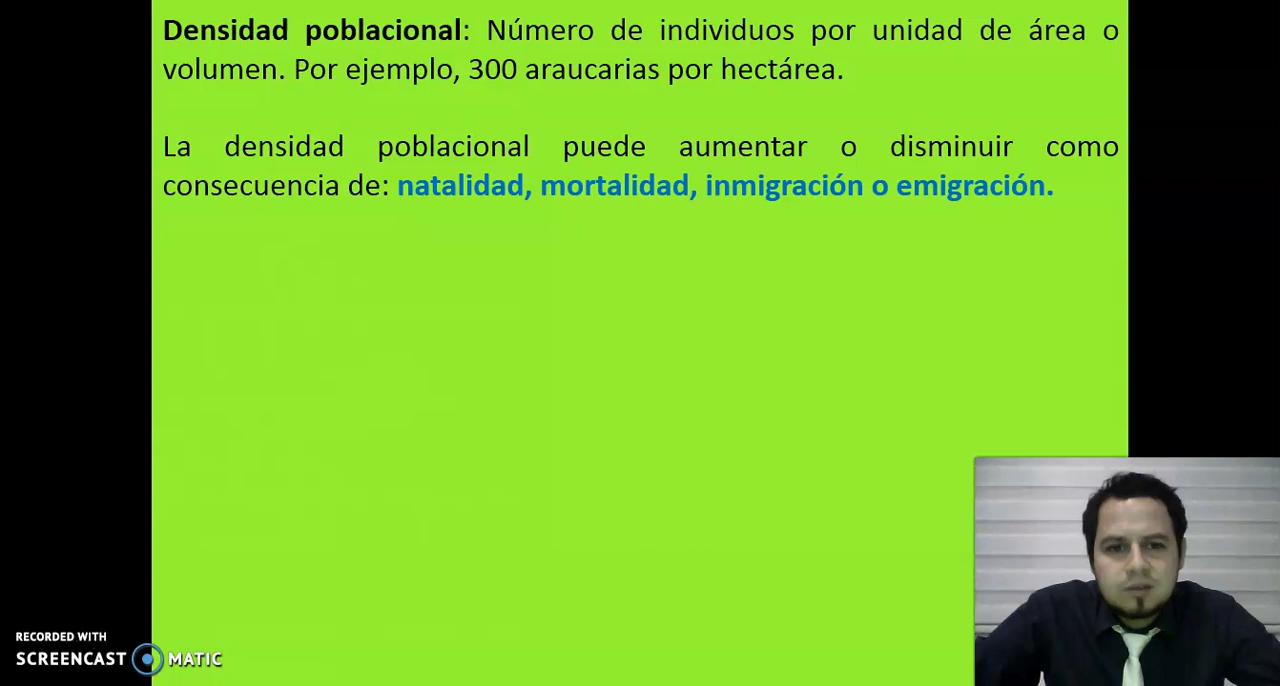 Densidad poblacional: Número de individuos por unidad de área o
volumen. Por ejemplo, 300 araucarias por hectárea.
La densidad poblacional puede aumentar o disminuir como
consecuencia de: natalidad, mortalidad, inmigración o emigración.
RECORDED WITH
SCREENCAST MATIC